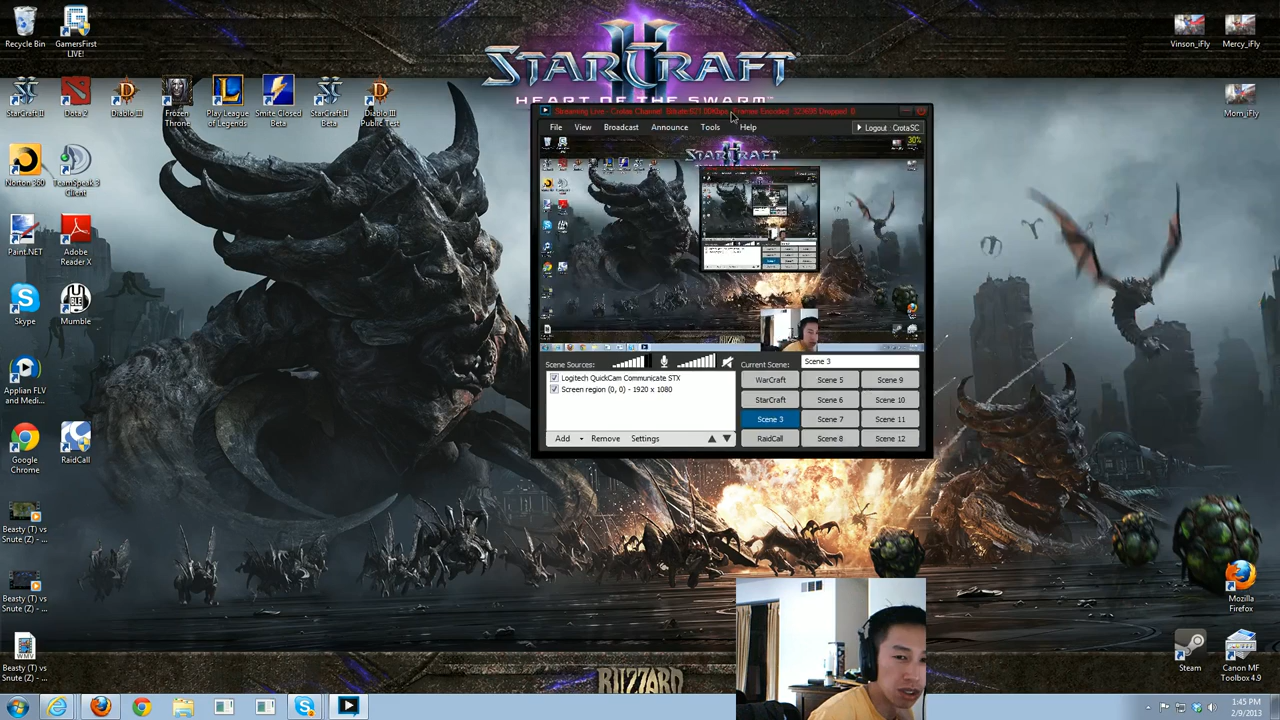 Recycle Bin
GamersFirst
LIVE!
Vinson_iFly
Mercy_iFly
STARCRAFT
II
HEART OF THE SWARM
StarCraft II
Dota 2
Diablo III
Frozen
Throne
Play League
of Legends
Smite Closed
Beta
StarCraft II
Beta
Diablo III
Public Test
Mom_iFly
File
View
Broadcast
Announce
Tools
Help
Logout : CrotaSC
30%
Norton 360
TeamSpeak 3
Client
Paint.NET
Adobe
Reader X
Skype
Mumble
Applian FLV
and Medi...
Google
Chrome
RaidCall
Scene Sources:
Current Scene:
Scene 3
Logitech QuickCam Communicate STX
Screen region (0, 0) - 1920 x 1080
Add
Remove
Settings
WarCraft
Scene 5
Scene 9
StarCraft
Scene 6
Scene 10
Scene 3
Scene 7
Scene 11
RaidCall
Scene 8
Scene 12
Beasty (T) vs
Snute (Z) - ...
Beasty (T) vs
Snute (Z) - ...
Beasty (T) vs
Snute (Z) - ...
Mozilla
Firefox
Steam
Canon MF
Toolbox 4.9
BLIZZARD
1:45 PM
2/9/2013